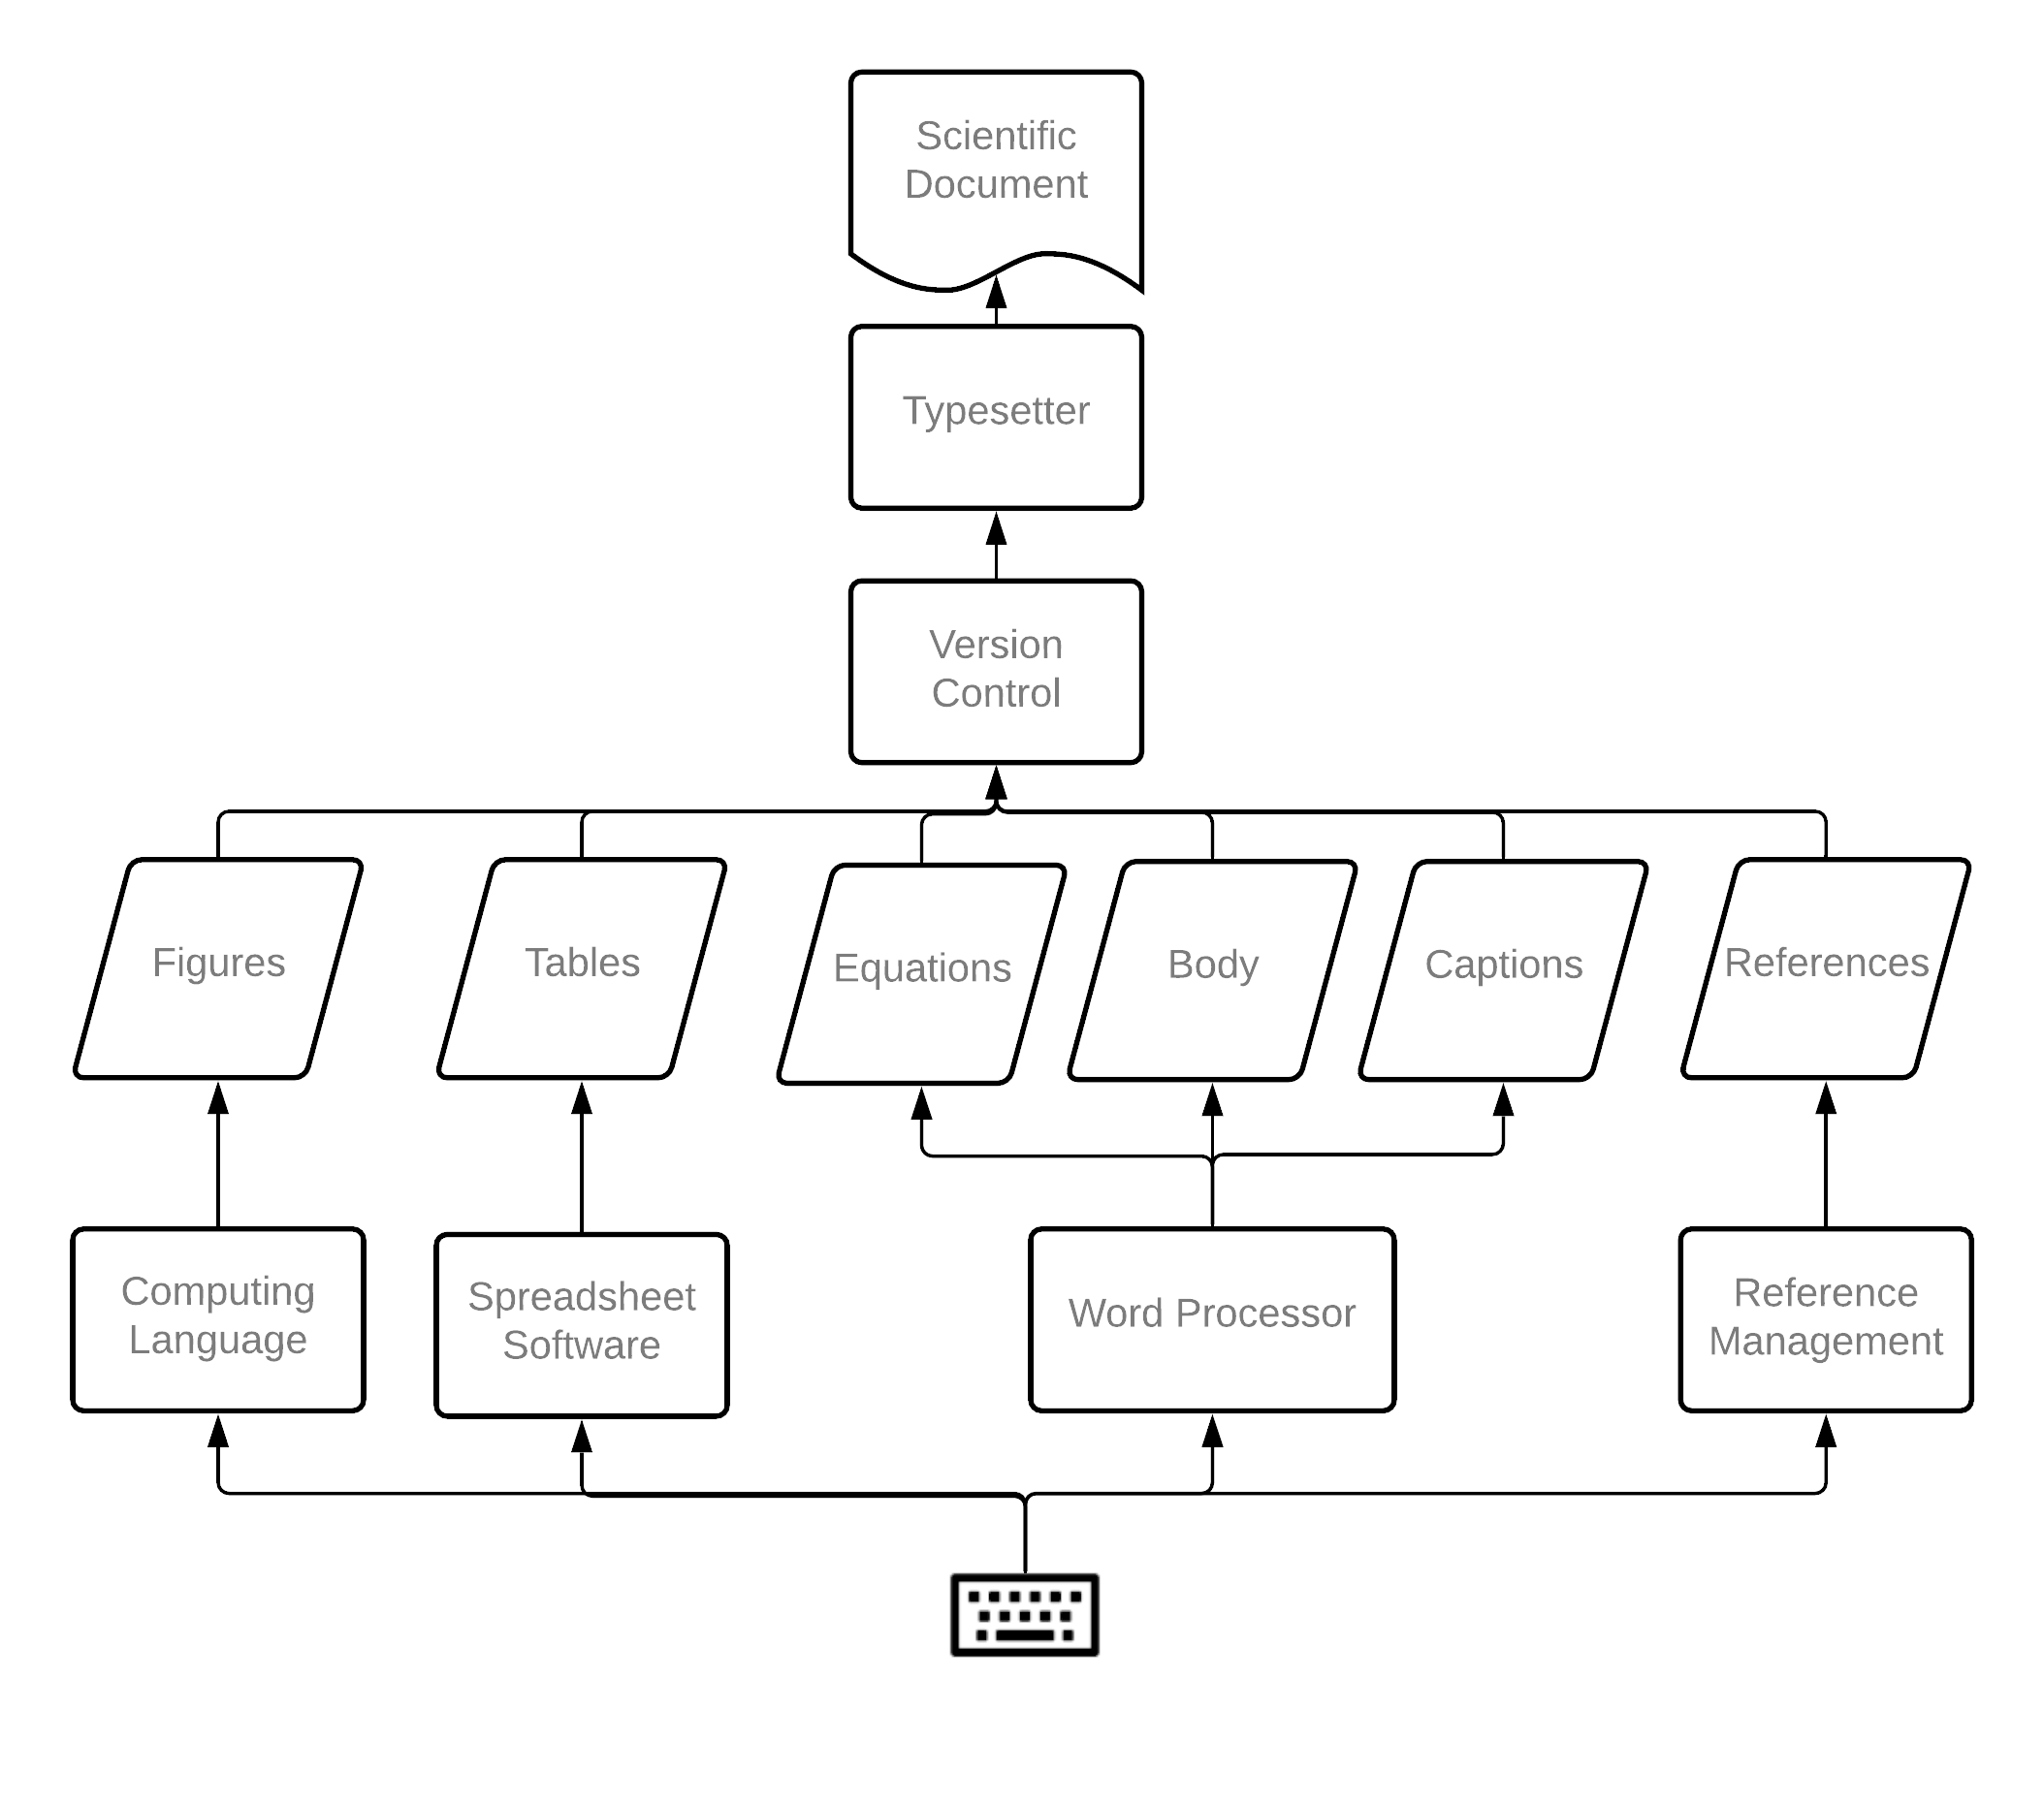 Scientific
Document
Typesetter
Version
Control
Figures
Tables
Equations
Body
Captions
References
Computing
Language
Spreadsheet
Software
Word Processor
Reference
Management